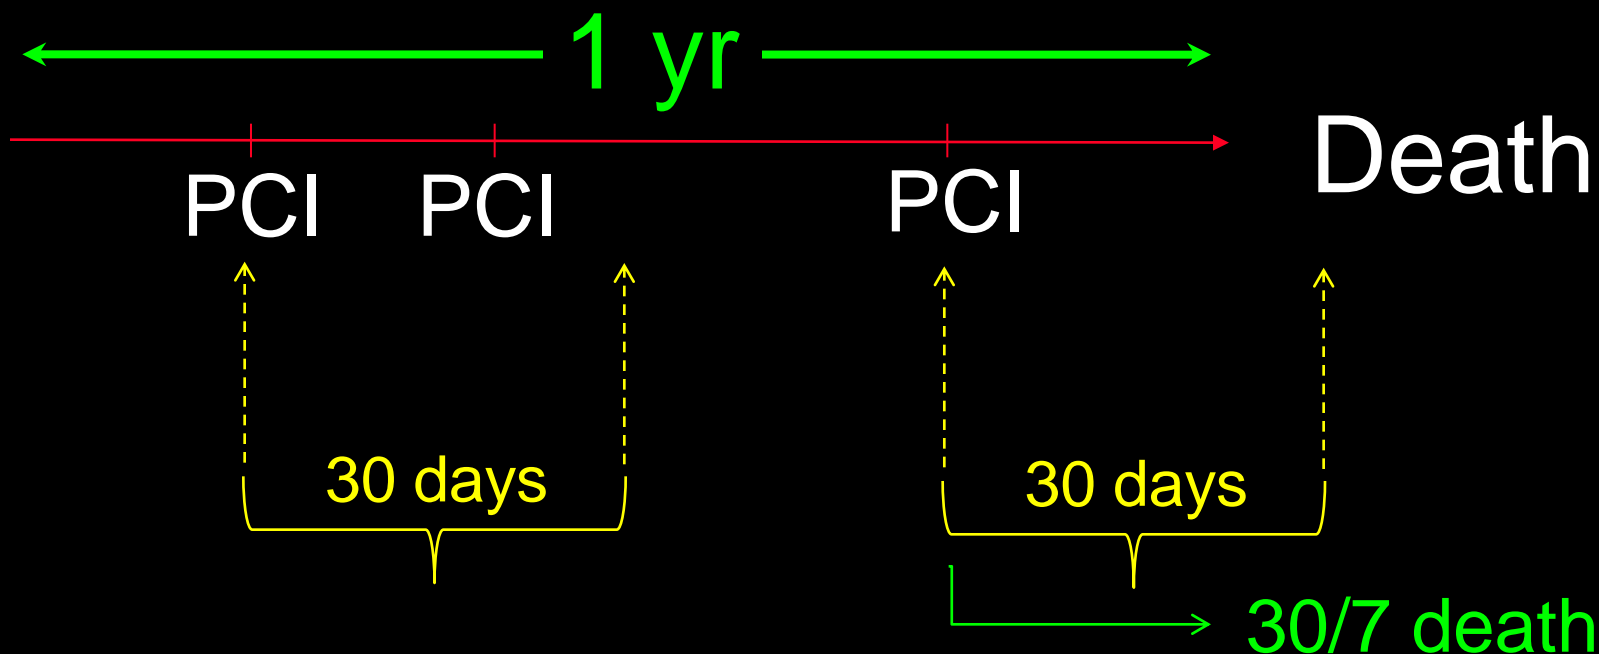 1 yr
Death
PCI PCI PCI
30 days 30 days
30/7 death